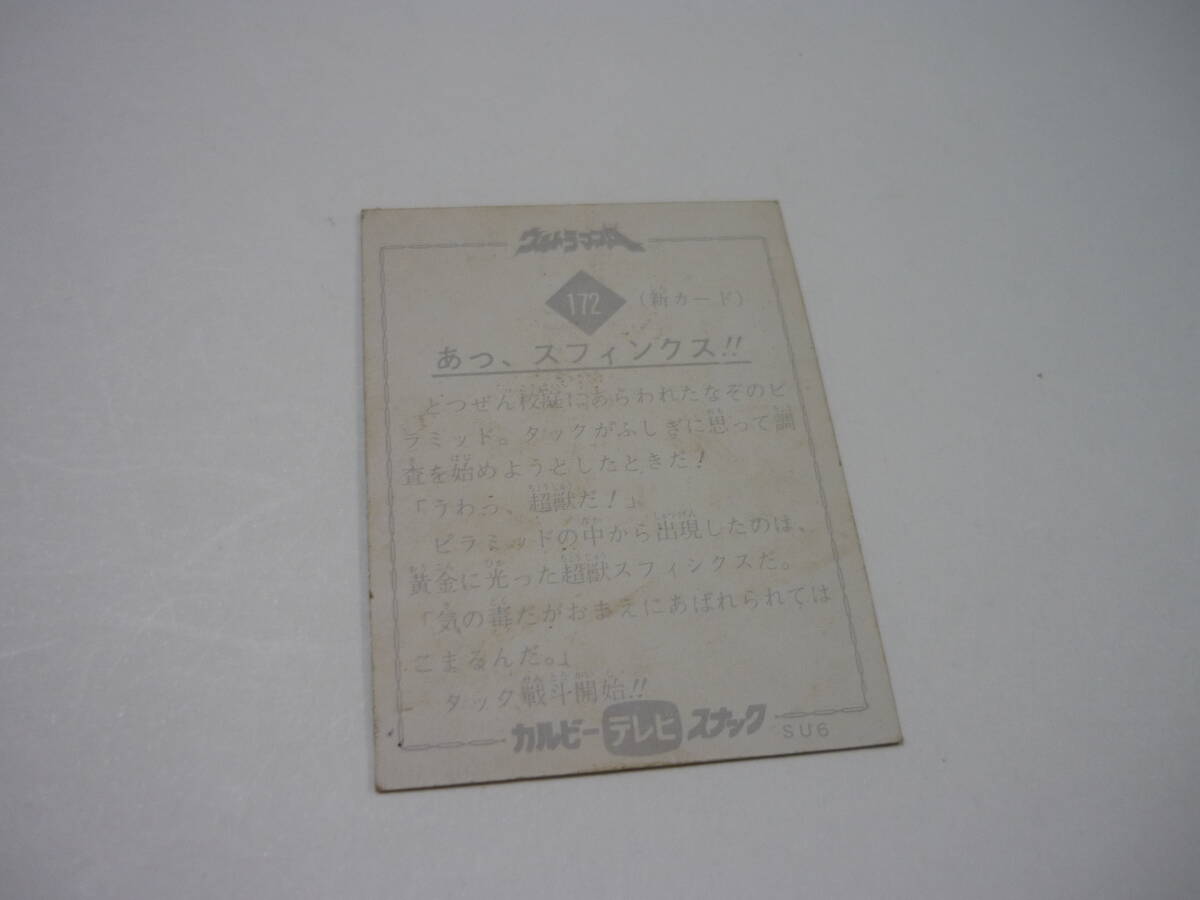 ウルトラマンA
172 (新カード)
あっ、スフィンクス!!
とつぜん校庭にあらわれたなぞのピ
ラミッド。タックがふしぎに思って調
査を始めようとしたときだ!
「うわっ、超獣だ!」
ピラミッドの中から出現したのは、
黄金に光った超獣スフィンクスだ。
「気の毒だがおまえにあばれられては
こまるんだ。」
タック戦斗開始!!
カルビーテレビスナック SU6